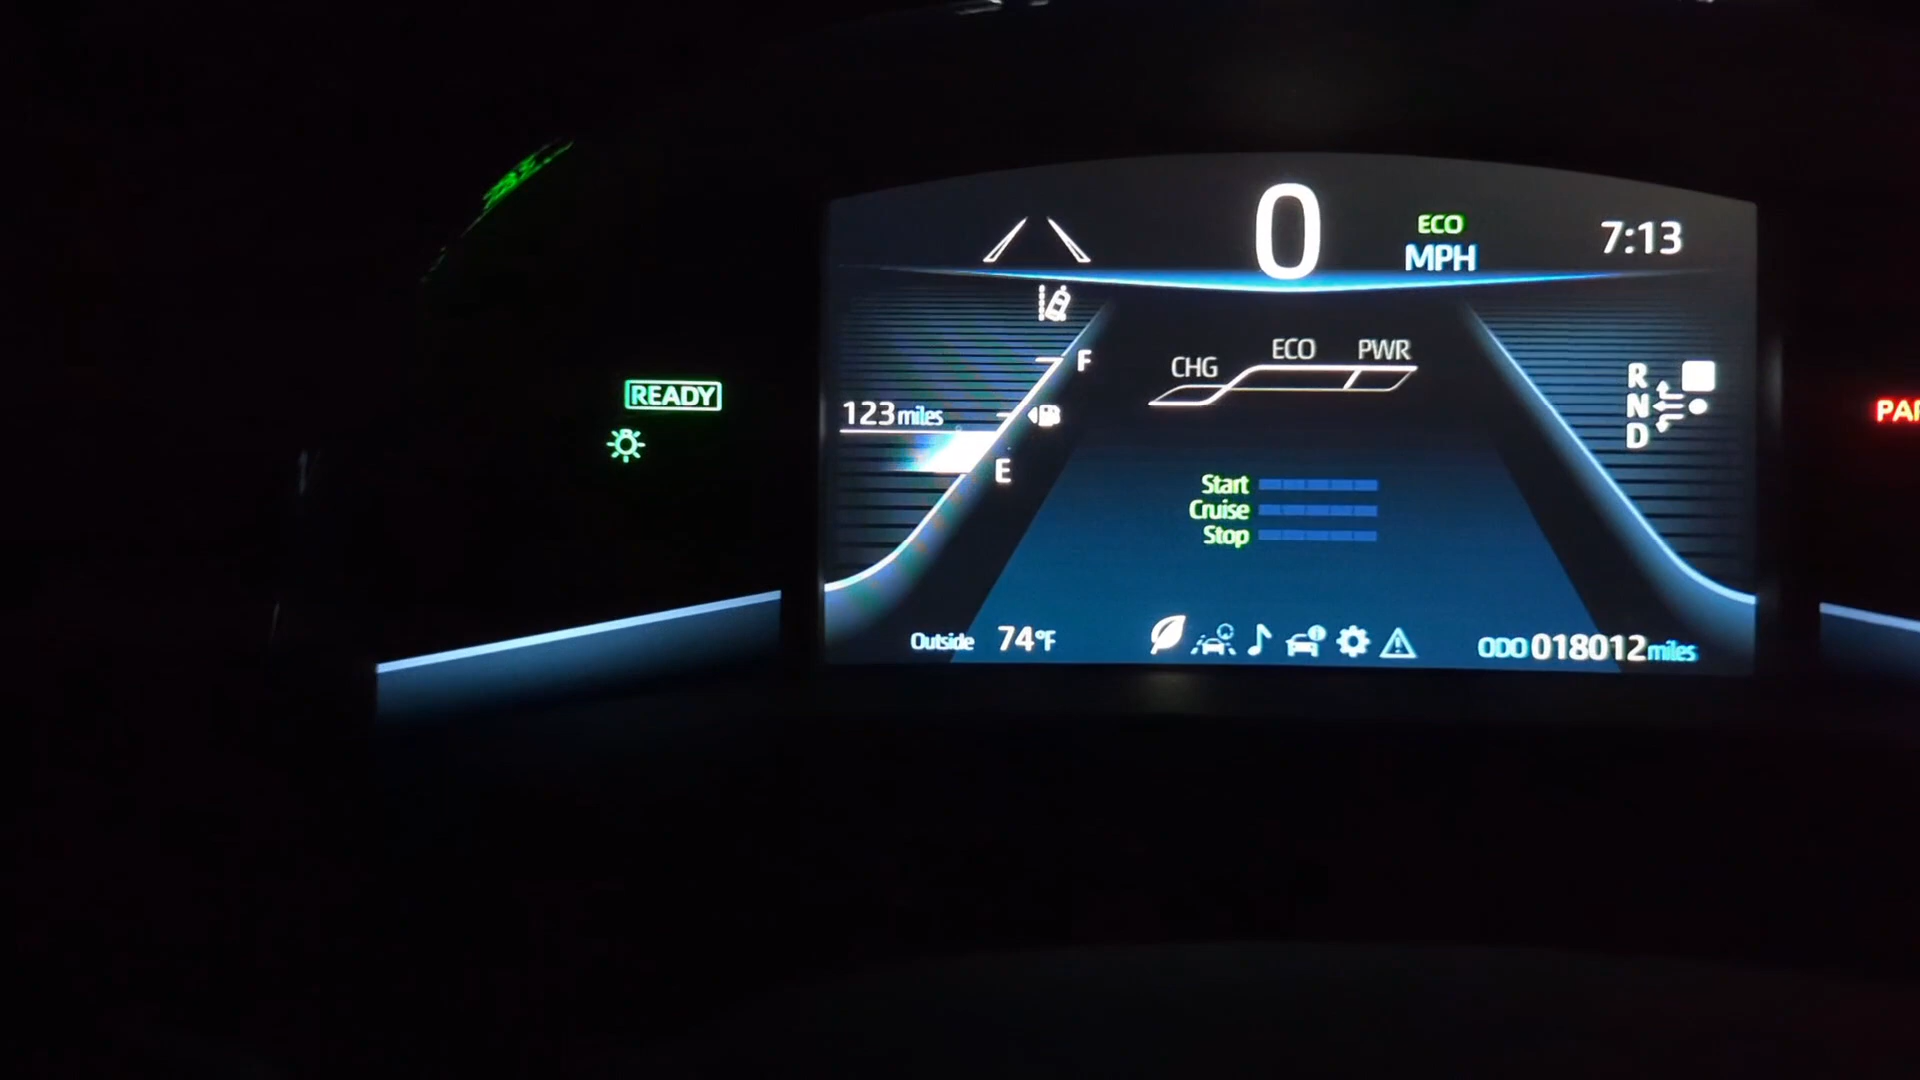 0
ECO
MPH
7:13
F
123 miles
E
READY
CHG
ECO
PWR
R
N
D
Start
Cruise
Stop
Outside 74°F
ODO 018012 miles